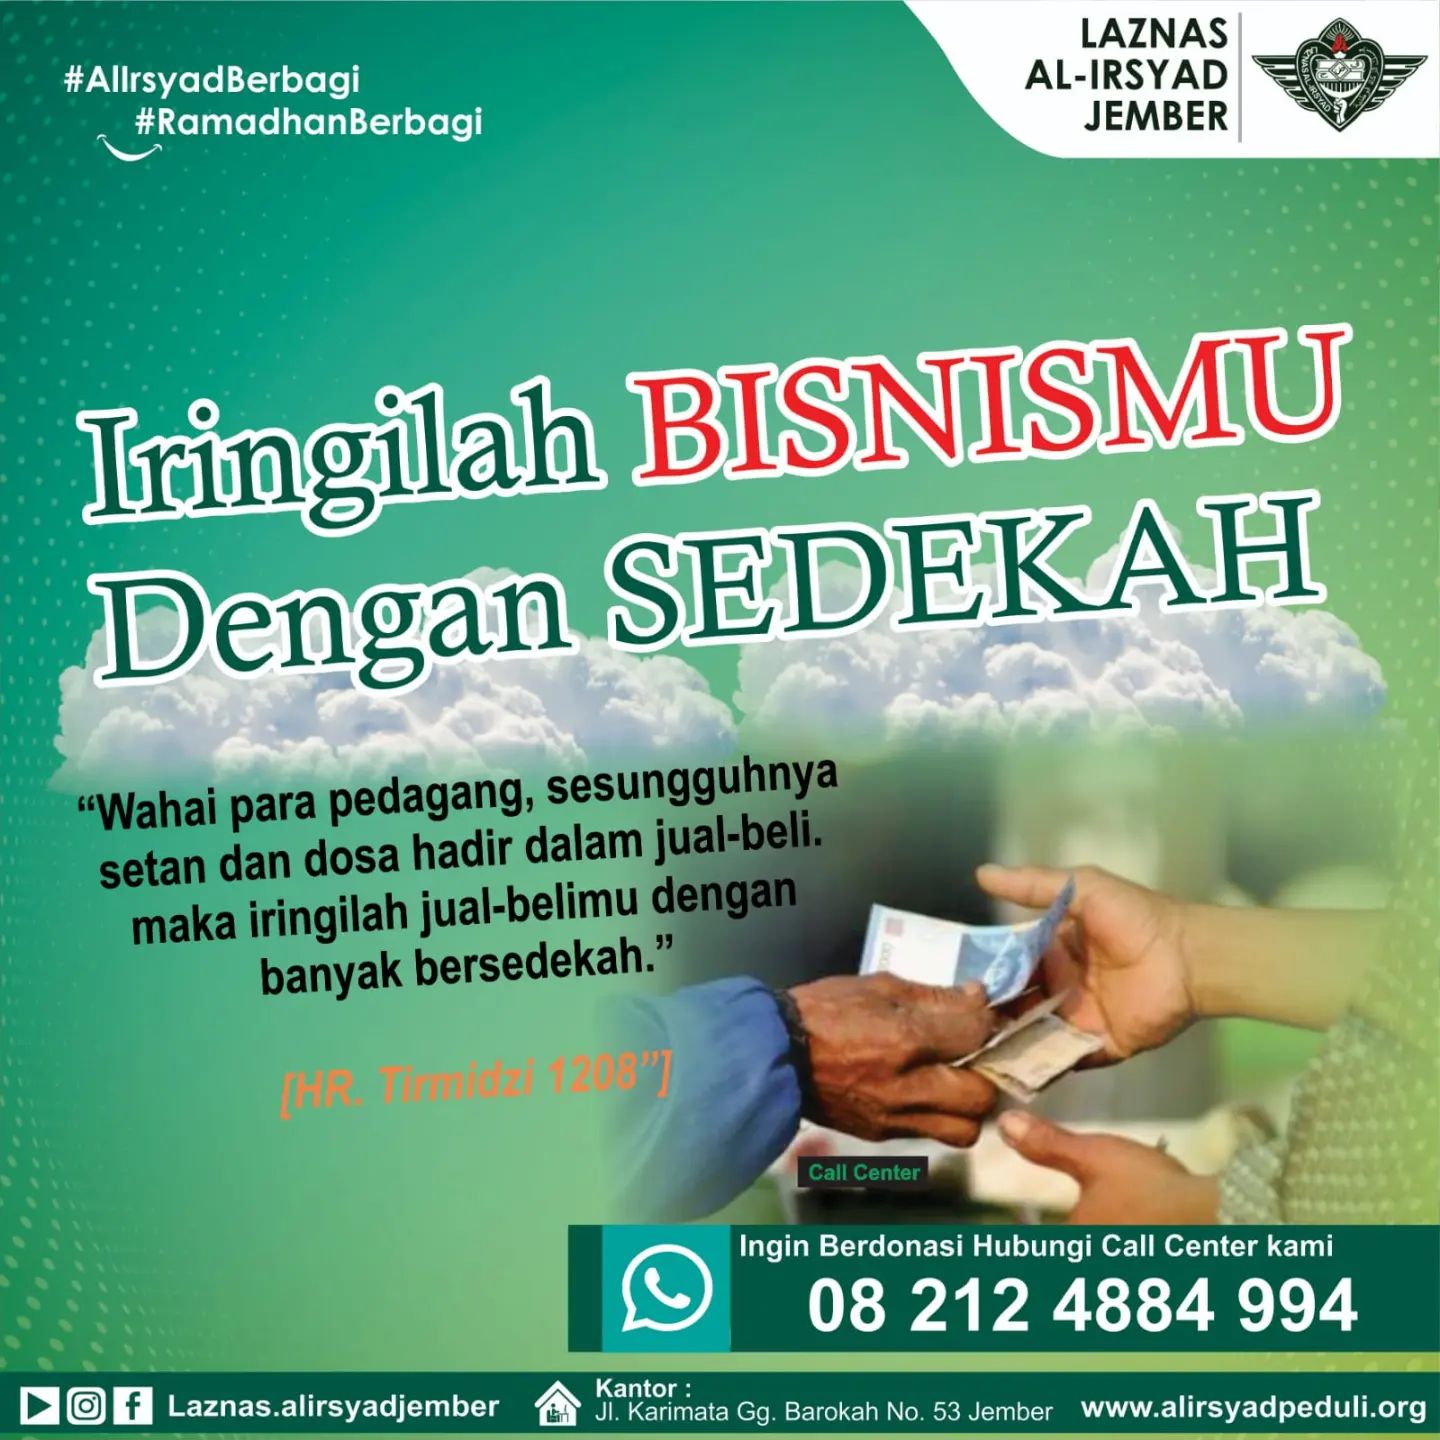 #AlIrsyadBerbagi
#RamadhanBerbagi
LAZNAS
AL-IRSYAD
JEMBER
Iringilah BISNISMU
Dengan SEDEKAH
“Wahai para pedagang, sesungguhnya
setan dan dosa hadir dalam jual-beli.
maka iringilah jual-belimu dengan
banyak bersedekah.”
[HR. Tirmidzi 1208”]
Call Center
Ingin Berdonasi Hubungi Call Center kami
08 212 4884 994
Laznas.alirsyadjember
Kantor :
Jl. Karimata Gg. Barokah No. 53 Jember
www.alirsyadpeduli.org